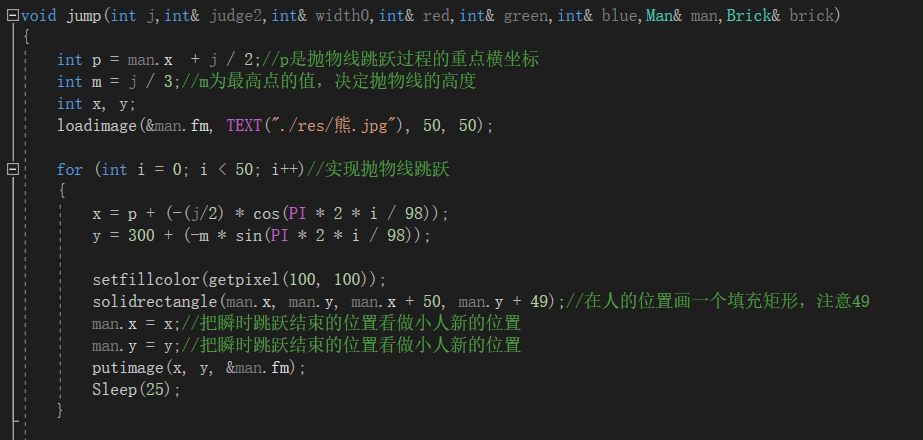 void jump(int j,int& judge2,int& width0,int& red,int& green,int& blue,Man& man,Brick& brick)
{
int p = man.x  + j / 2;//p是抛物线跳跃过程的重点横坐标
int m = j / 3;//m为最高点的值，决定抛物线的高度
int x, y;
loadimage(&man.fm, TEXT("./res/熊.jpg"), 50, 50);
for (int i = 0; i < 50; i++)//实现抛物线跳跃
{
x = p + (-(j/2) * cos(PI * 2 * i / 98));
y = 300 + (-m * sin(PI * 2 * i / 98));
setfillcolor(getpixel(100, 100));
solidrectangle(man.x, man.y, man.x + 50, man.y + 49);//在人的位置画一个填充矩形，注意49
man.x = x;//把瞬时跳跃结束的位置看做小人新的位置
man.y = y;//把瞬时跳跃结束的位置看做小人新的位置
putimage(x, y, &man.fm);
Sleep(25);
}